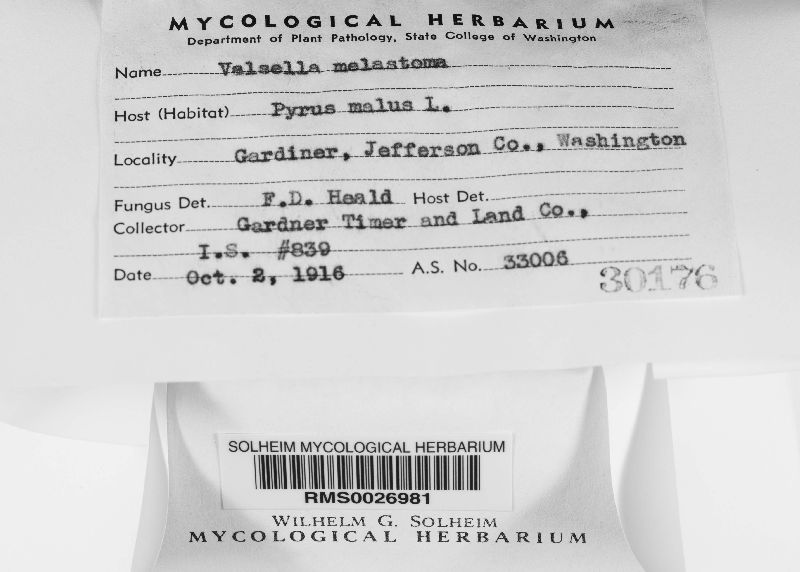 MYCOLOGICAL HERBARIUM
Department of Plant Pathology, State College of Washington
Name Valsella melastoma
Host (Habitat) Pyrus malus L.
Locality Gardiner, Jefferson Co., Washington
Fungus Det. F.D. Heald Host Det.
Collector Gardner Timer and Land Co.,
I.S. #839
Date Oct. 2, 1916 A.S. No. 33006
30176
SOLHEIM MYCOLOGICAL HERBARIUM
RMS0026981
WILHELM G. SOLHEIM
MYCOLOGICAL HERBARIUM